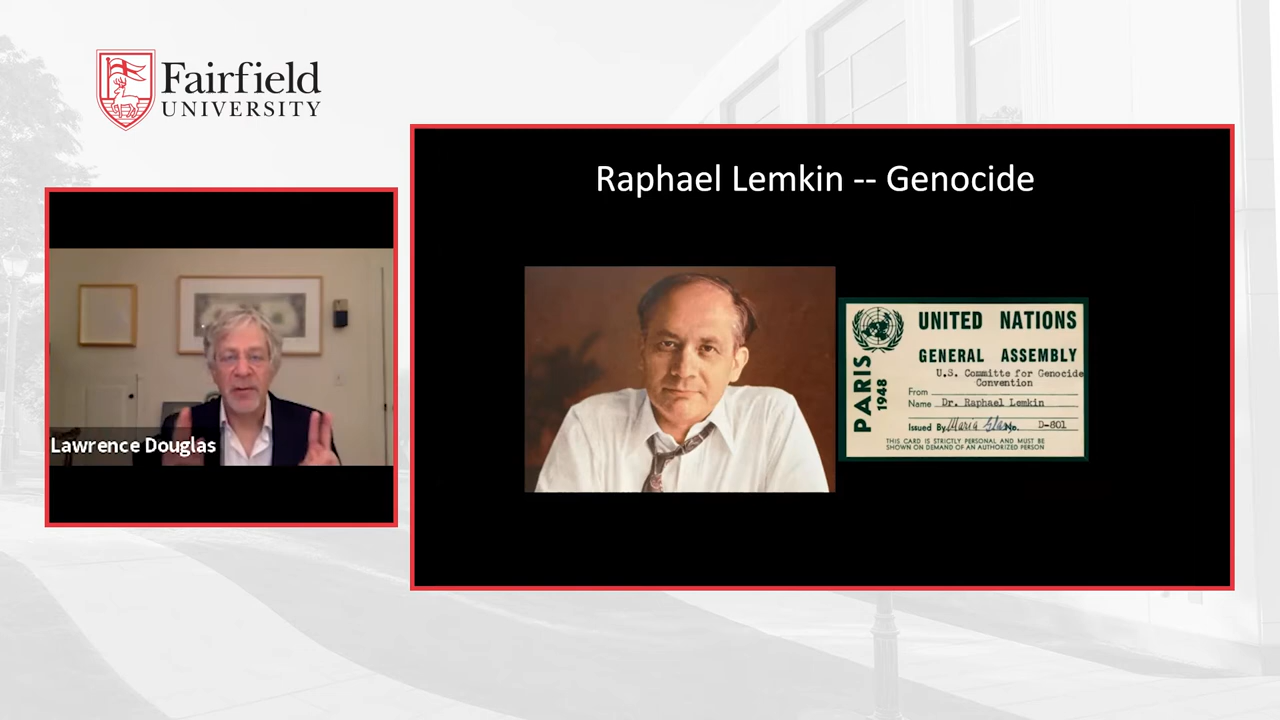 Fairfield
UNIVERSITY
Lawrence Douglas
Raphael Lemkin -- Genocide
UNITED NATIONS
GENERAL ASSEMBLY
PARIS
1948
U.S. Committe for Genocide
Convention
From
Name Dr. Raphael Lemkin
Issued By Maria D-801
THIS CARD IS STRICTLY PERSONAL AND MUST BE
SHOWN ON DEMAND OF AN AUTHORIZED PERSON